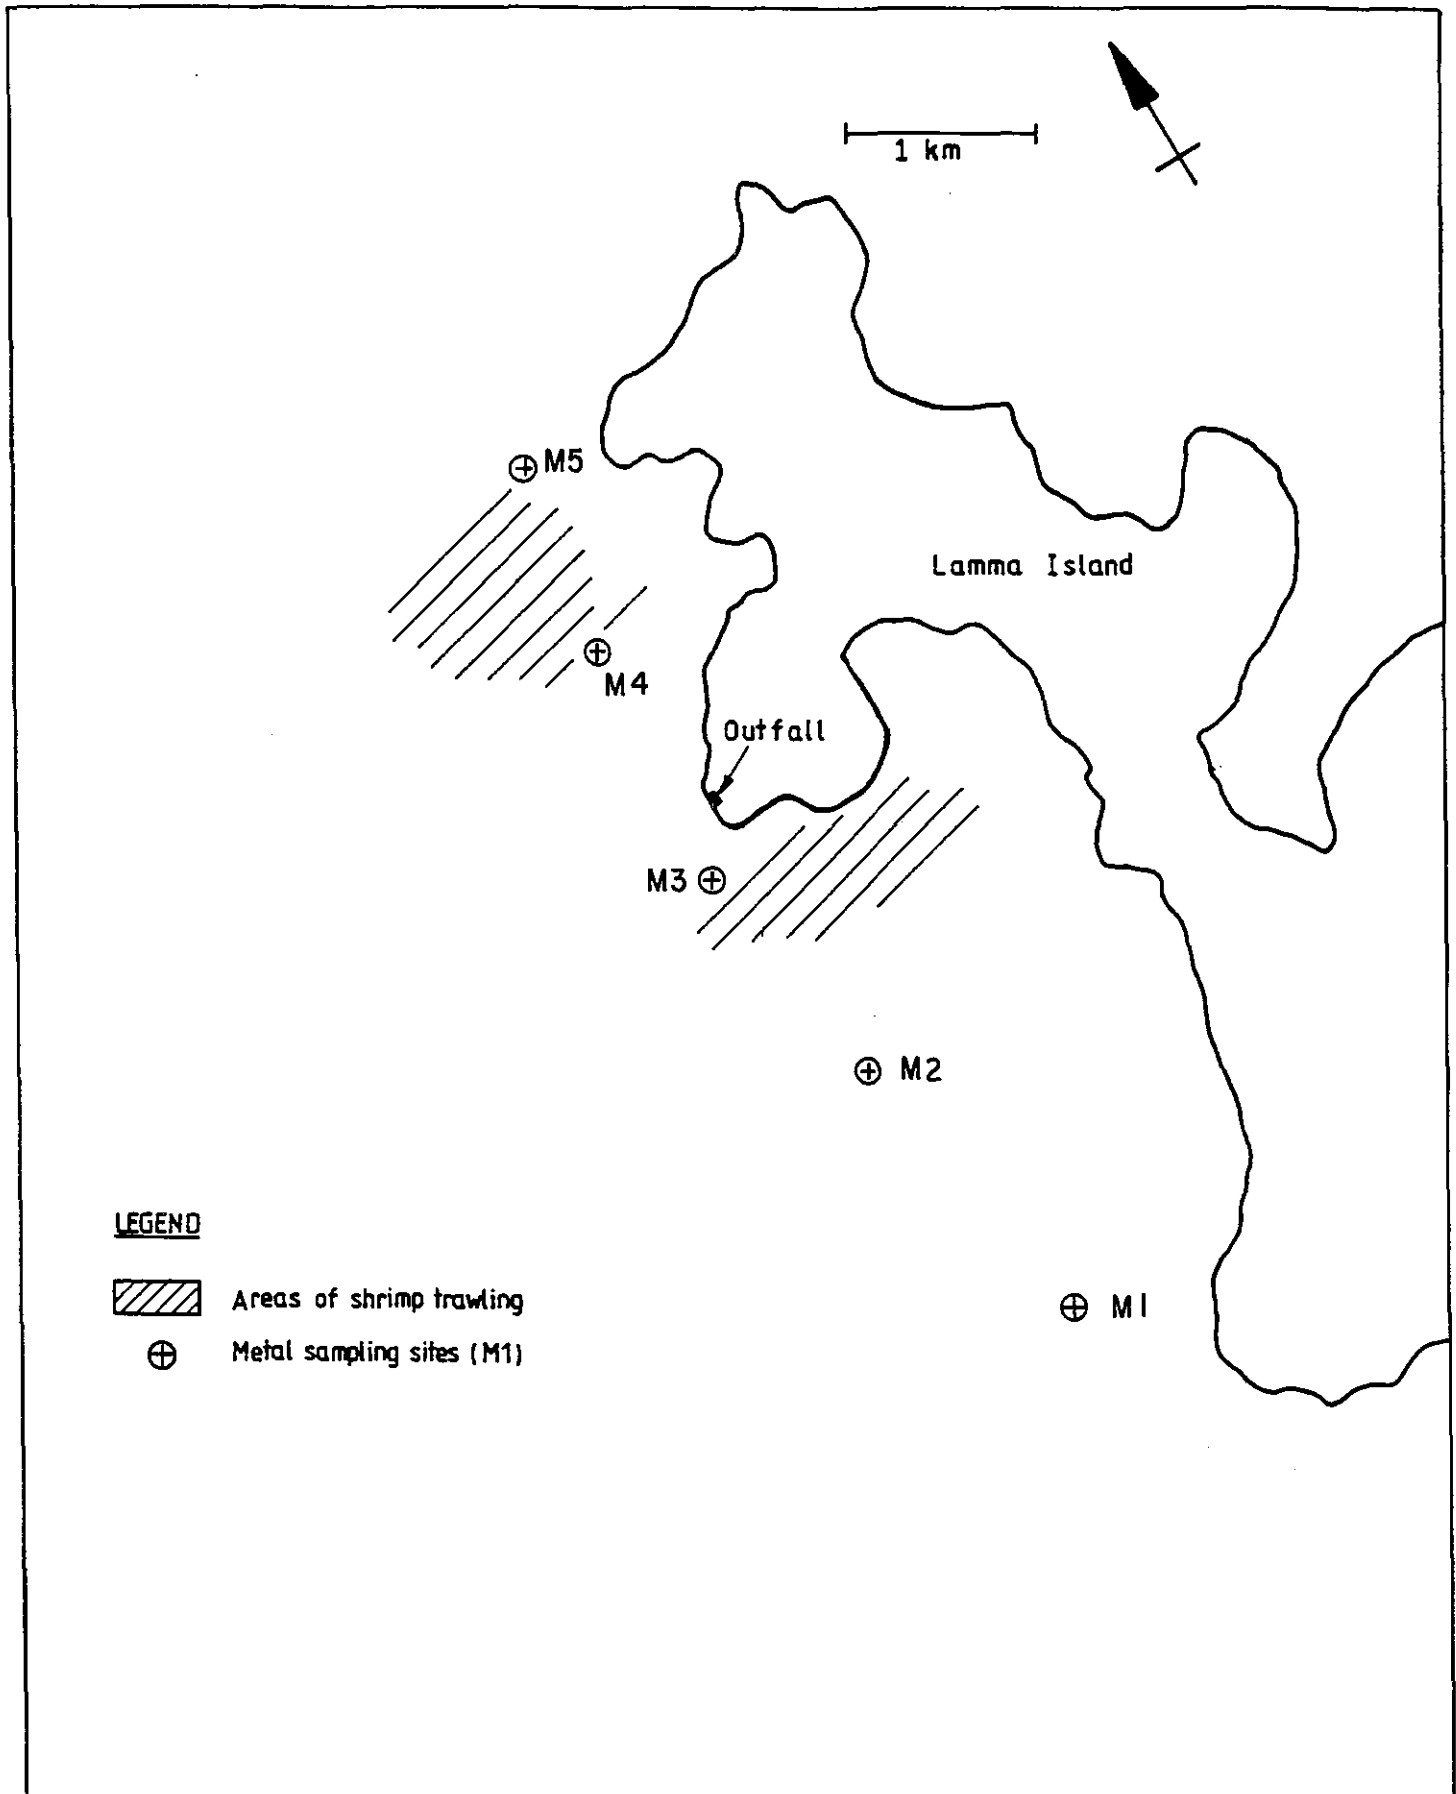 1 km
M5
Lamma Island
M4
Outfall
M3
M2
LEGEND
M1
Areas of shrimp trawling
Metal sampling sites (M1)